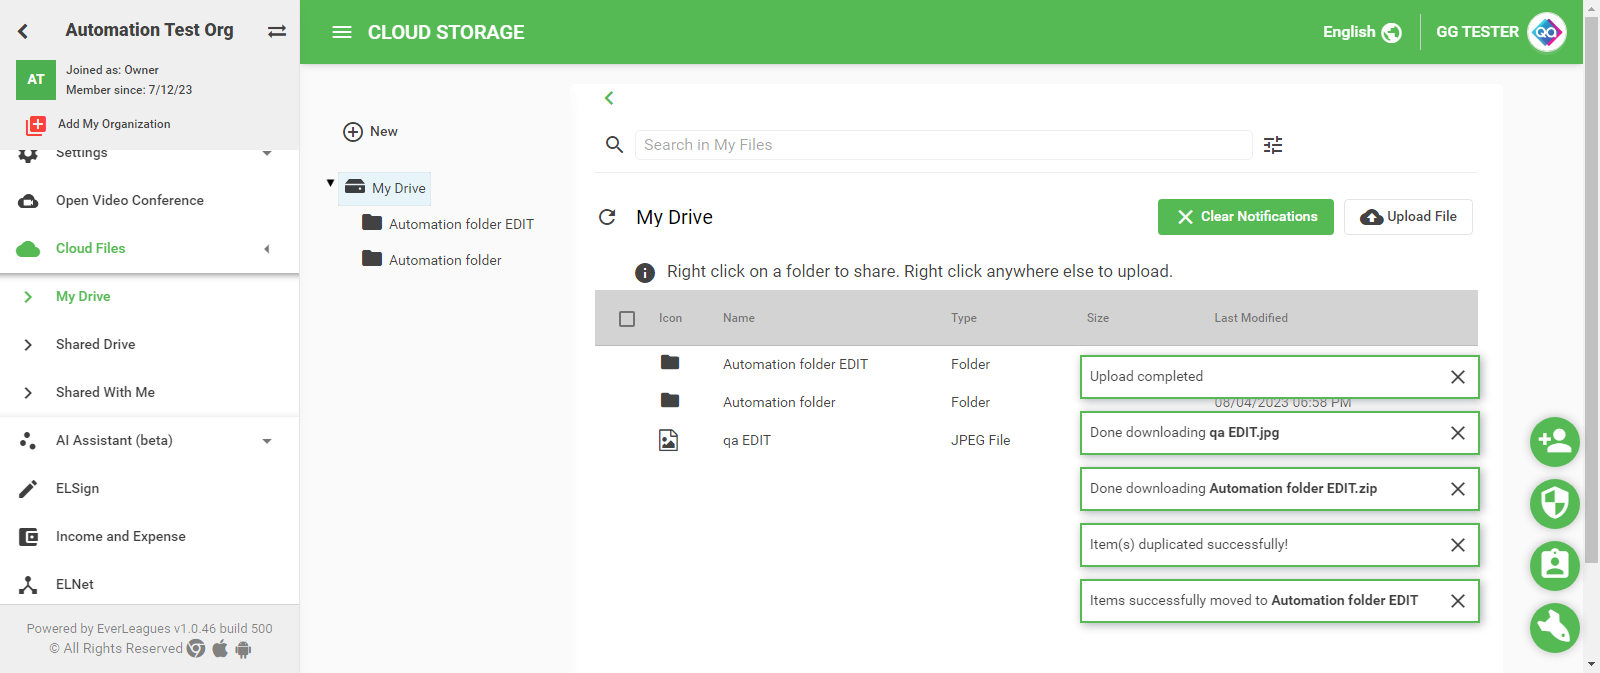 Automation Test Org
AT
Joined as: Owner
Member since: 7/12/23
Add My Organization
Settings
Open Video Conference
Cloud Files
My Drive
Shared Drive
Shared With Me
AI Assistant (beta)
ELSign
Income and Expense
ELNet
Powered by EverLeagues v1.0.46 build 500
© All Rights Reserved
CLOUD STORAGE
English
GG TESTER
QA
New
My Drive
Automation folder EDIT
Automation folder
Search in My Files
My Drive
Clear Notifications
Upload File
Right click on a folder to share. Right click anywhere else to upload.
Icon Name Type Size Last Modified
Automation folder EDIT Folder
Automation folder Folder 08/04/2023 06:58 PM
qa EDIT JPEG File
Upload completed
Done downloading qa EDIT.jpg
Done downloading Automation folder EDIT.zip
Item(s) duplicated successfully!
Items successfully moved to Automation folder EDIT